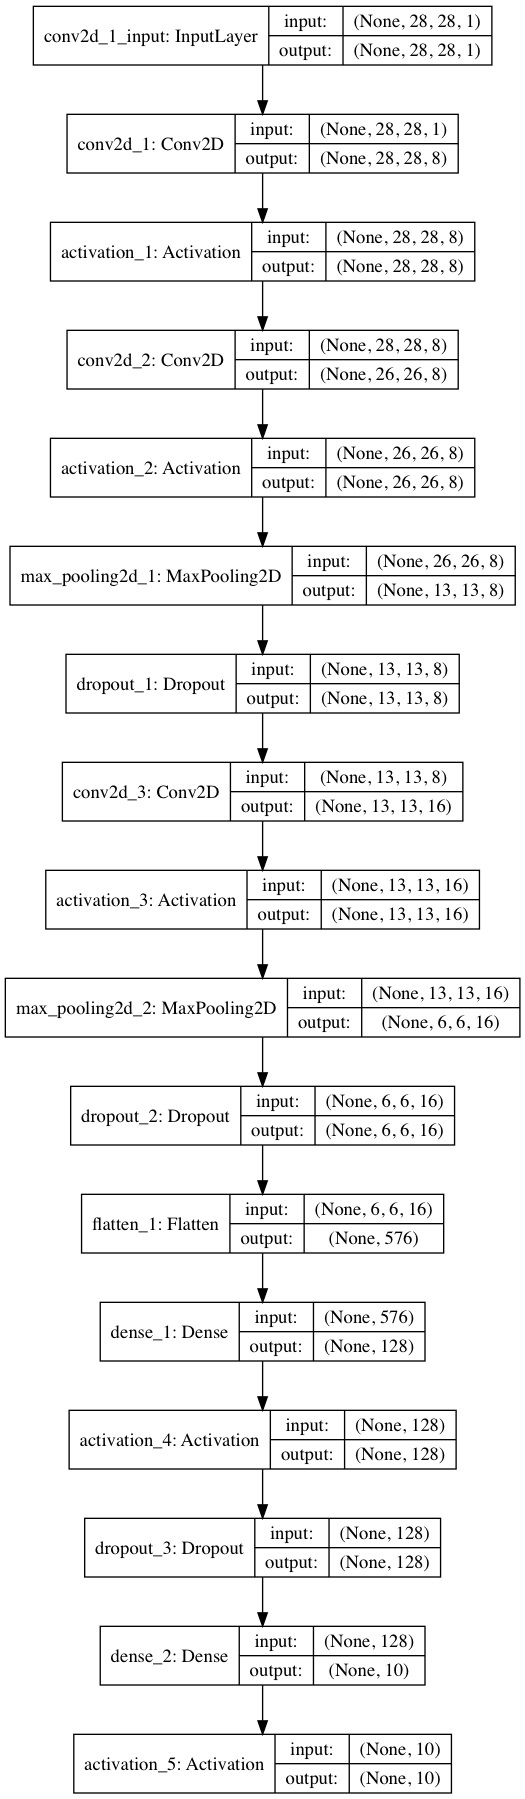 conv2d_1_input: InputLayer
input: (None, 28, 28, 1)
output: (None, 28, 28, 1)
conv2d_1: Conv2D
input: (None, 28, 28, 1)
output: (None, 28, 28, 8)
activation_1: Activation
input: (None, 28, 28, 8)
output: (None, 28, 28, 8)
conv2d_2: Conv2D
input: (None, 28, 28, 8)
output: (None, 26, 26, 8)
activation_2: Activation
input: (None, 26, 26, 8)
output: (None, 26, 26, 8)
max_pooling2d_1: MaxPooling2D
input: (None, 26, 26, 8)
output: (None, 13, 13, 8)
dropout_1: Dropout
input: (None, 13, 13, 8)
output: (None, 13, 13, 8)
conv2d_3: Conv2D
input: (None, 13, 13, 8)
output: (None, 13, 13, 16)
activation_3: Activation
input: (None, 13, 13, 16)
output: (None, 13, 13, 16)
max_pooling2d_2: MaxPooling2D
input: (None, 13, 13, 16)
output: (None, 6, 6, 16)
dropout_2: Dropout
input: (None, 6, 6, 16)
output: (None, 6, 6, 16)
flatten_1: Flatten
input: (None, 6, 6, 16)
output: (None, 576)
dense_1: Dense
input: (None, 576)
output: (None, 128)
activation_4: Activation
input: (None, 128)
output: (None, 128)
dropout_3: Dropout
input: (None, 128)
output: (None, 128)
dense_2: Dense
input: (None, 128)
output: (None, 10)
activation_5: Activation
input: (None, 10)
output: (None, 10)